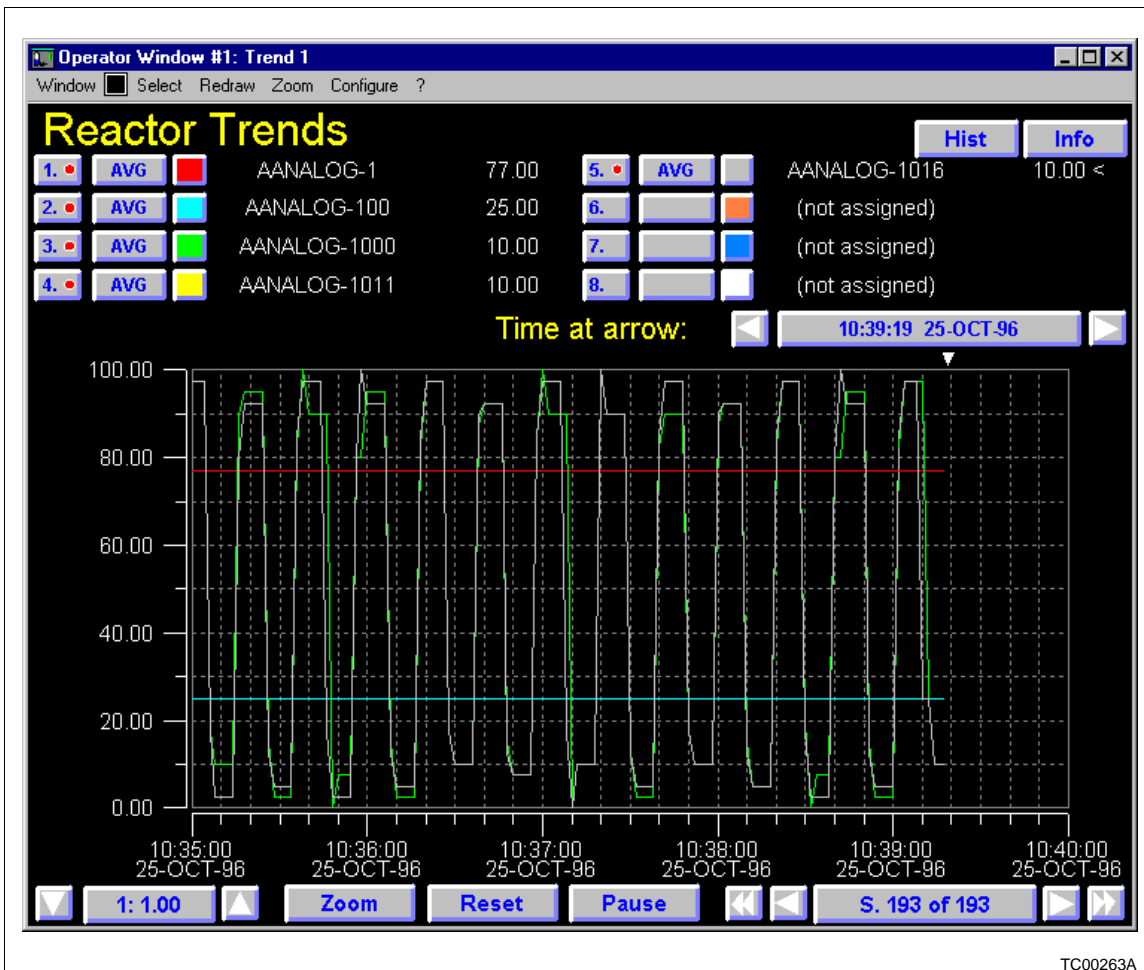 Operator Window #1: Trend 1
Window Select Redraw Zoom Configure ?
Reactor Trends
Hist Info
1. AVG AANALOG-1 77.00 5. AVG AANALOG-1016 10.00 <
2. AVG AANALOG-100 25.00 6. (not assigned)
3. AVG AANALOG-1000 10.00 7. (not assigned)
4. AVG AANALOG-1011 10.00 8. (not assigned)
Time at arrow: 10:39:19 25-OCT-96
100.00
80.00
60.00
40.00
20.00
0.00
10:35:00 10:36:00 10:37:00 10:38:00 10:39:00 10:40:00
25-OCT-96 25-OCT-96 25-OCT-96 25-OCT-96 25-OCT-96 25-OCT-96
1: 1.00 Zoom Reset Pause S. 193 of 193
TC00263A